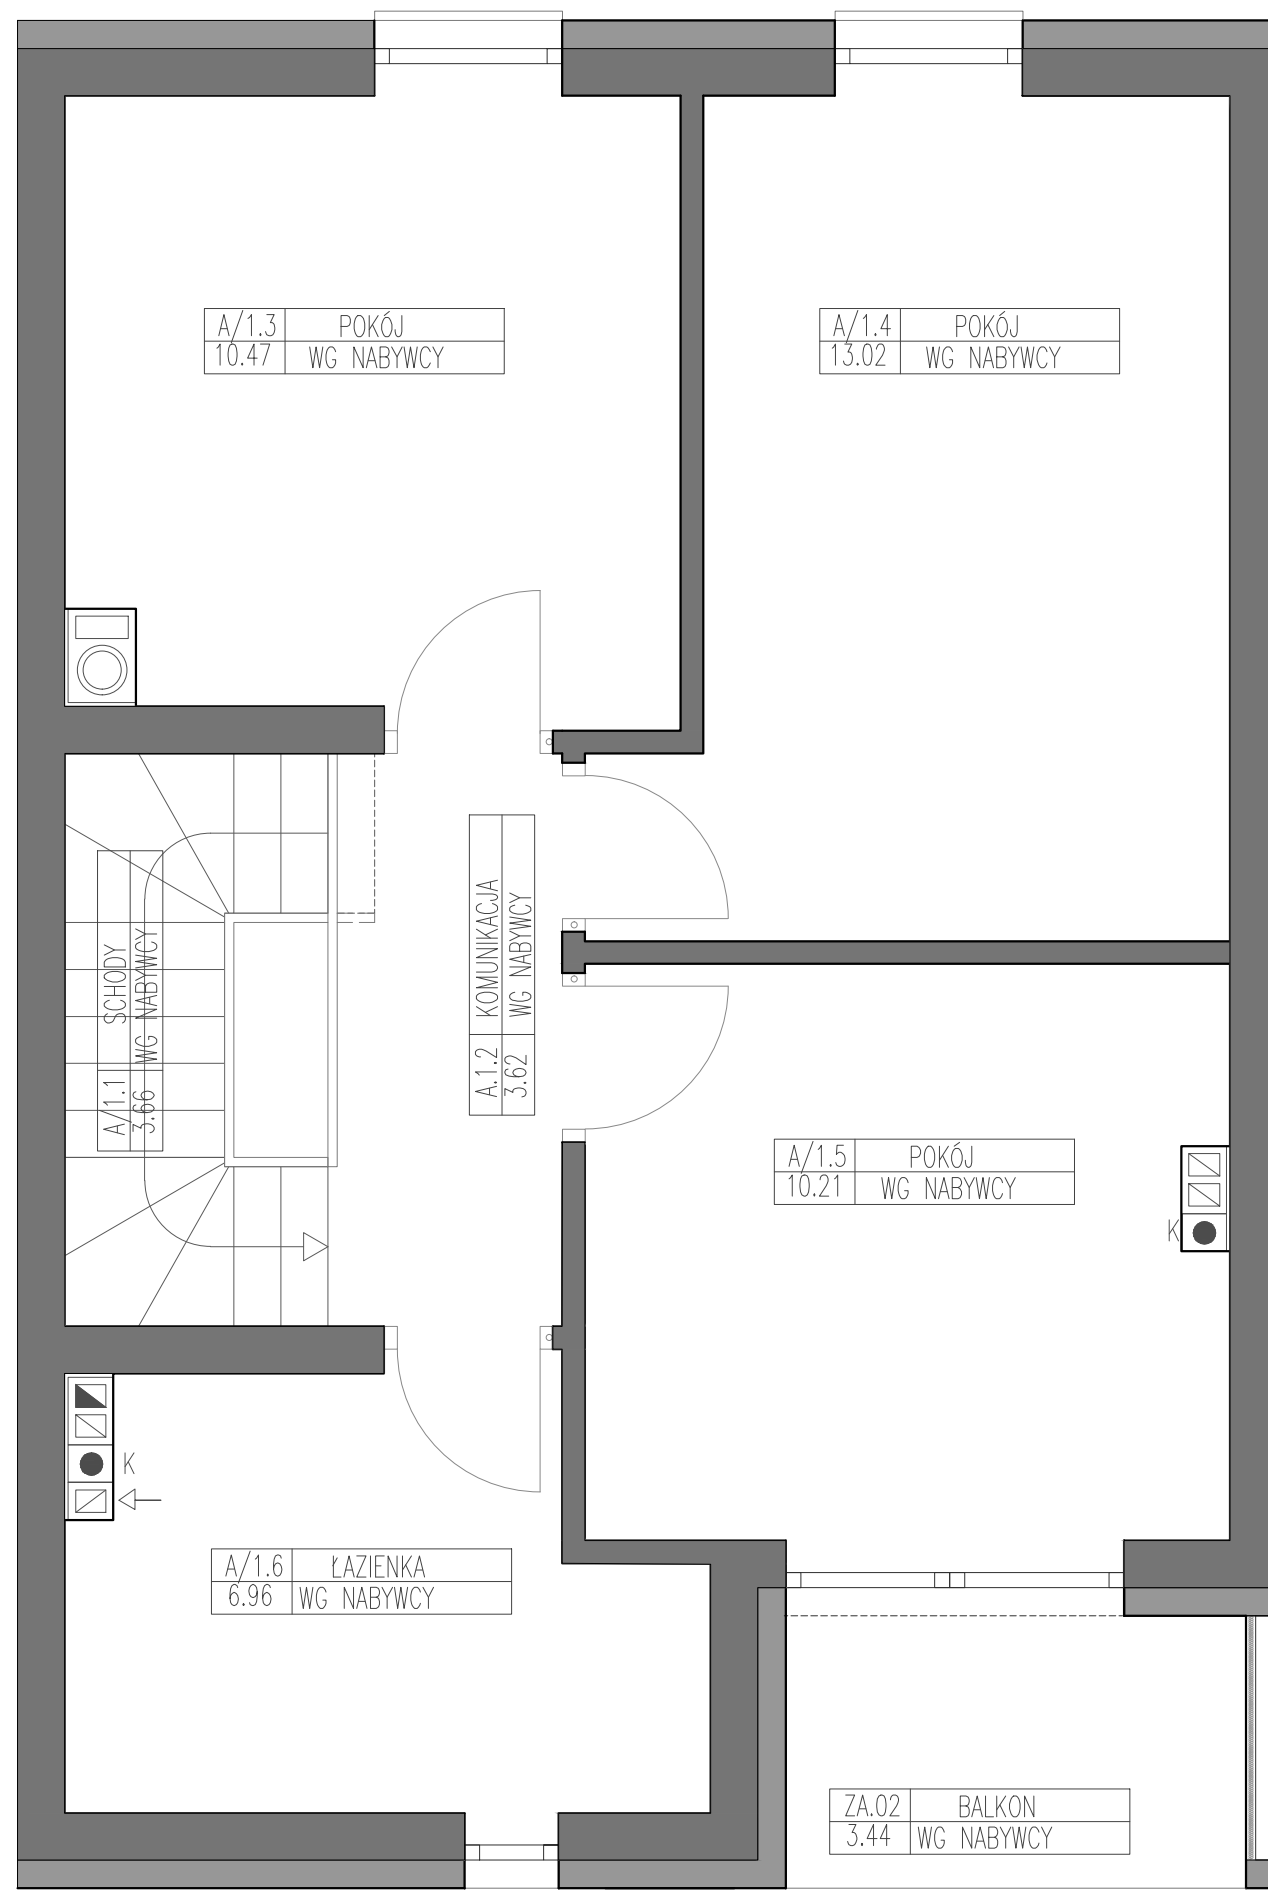 A/1.3 POKÓJ
10.47 WG NABYWCY
A/1.4 POKÓJ
13.02 WG NABYWCY
A/1.1 SCHODY
3.66 WG NABYWCY
A.1.2 KOMUNIKACJA
3.62 WG NABYWCY
A/1.5 POKÓJ
10.21 WG NABYWCY
K
K
A/1.6 ŁAZIENKA
6.96 WG NABYWCY
ZA.02 BALKON
3.44 WG NABYWCY